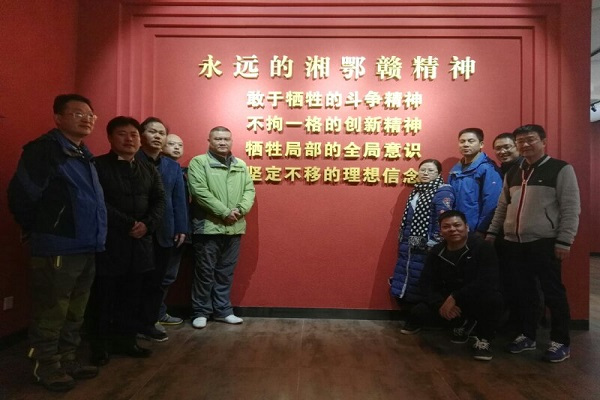 永远的湘鄂赣精神
敢于牺牲的斗争精神
不拘一格的创新精神
牺牲局部的全局意识
坚定不移的理想信念